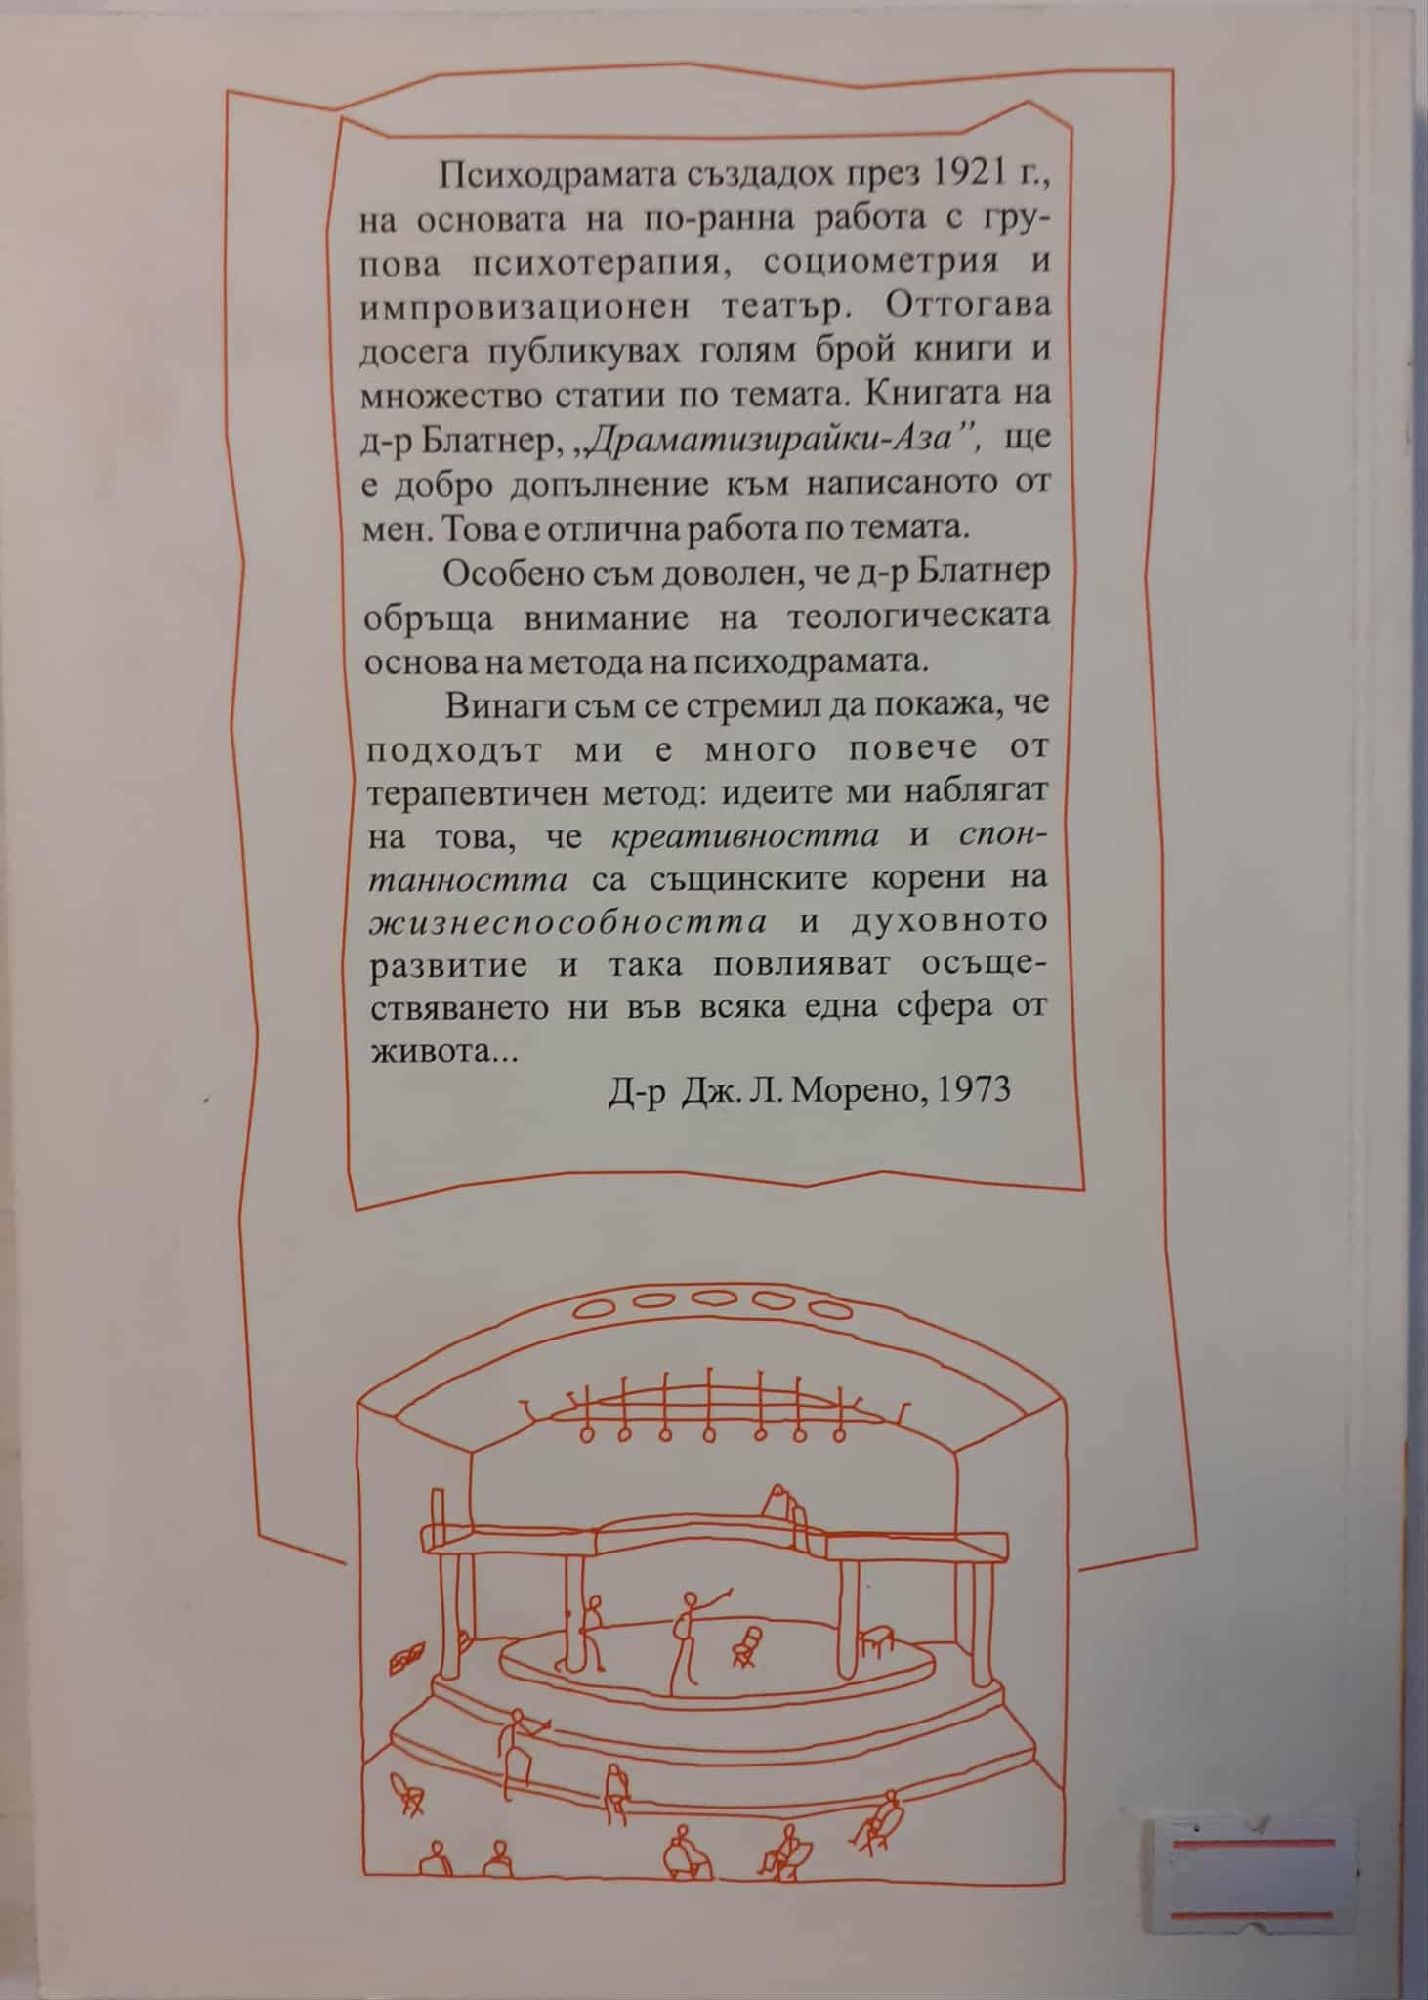 Психодрамата създадох през 1921 г.,
на основата на по-ранна работа с гру-
пова психотерапия, социометрия и
импровизационен театър. Оттогава
досега публикувах голям брой книги и
множество статии по темата. Книгата на
д-р Блатнер, „Драматизирайки-Аза”, ще
е добро допълнение към написаното от
мен. Това е отлична работа по темата.
Особено съм доволен, че д-р Блатнер
обръща внимание на теологическата
основа на метода на психодрамата.
Винаги съм се стремил да покажа, че
подходът ми е много повече от
терапевтичен метод: идеите ми наблягат
на това, че креативността и спон-
танността са същинските корени на
жизнеспособността и духовното
развитие и така повлияват осъще-
ствяването ни във всяка една сфера от
живота...
Д-р Дж. Л. Морено, 1973